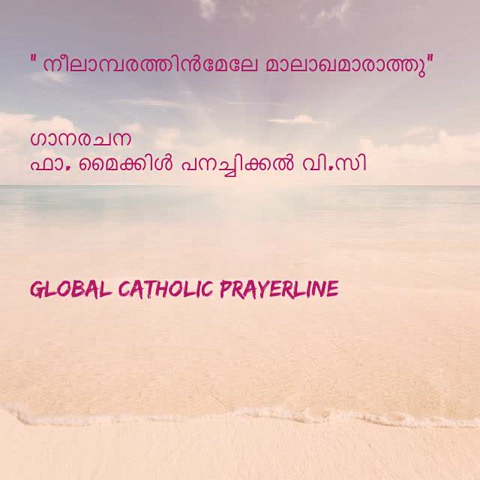 " നീലാമ്പരത്തിൻമേലേ മാലാഖമാരാത്തു"
ഗാനരചന
ഫാ. മൈക്കിൾ പനച്ചിക്കൽ വി.സി
GLOBAL CATHOLIC PRAYERLINE